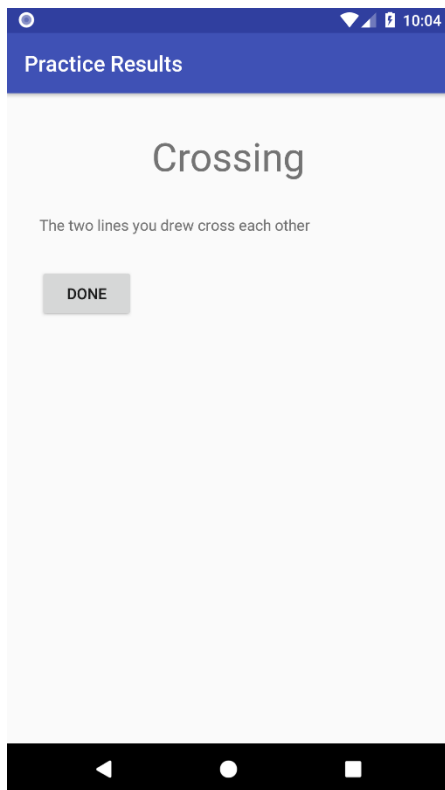 10:04
Practice Results
Crossing
The two lines you drew cross each other
DONE